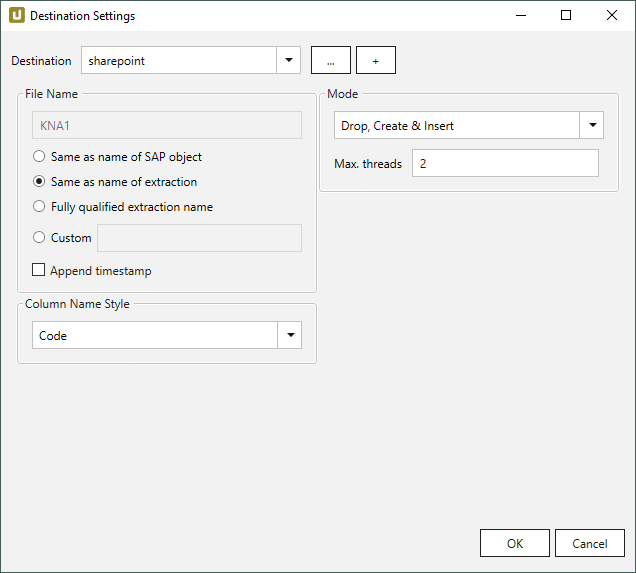 Destination Settings
Destination
sharepoint
...
+
File Name
KNA1
Same as name of SAP object
Same as name of extraction
Fully qualified extraction name
Custom
Append timestamp
Column Name Style
Code
Mode
Drop, Create & Insert
Max. threads
2
OK
Cancel